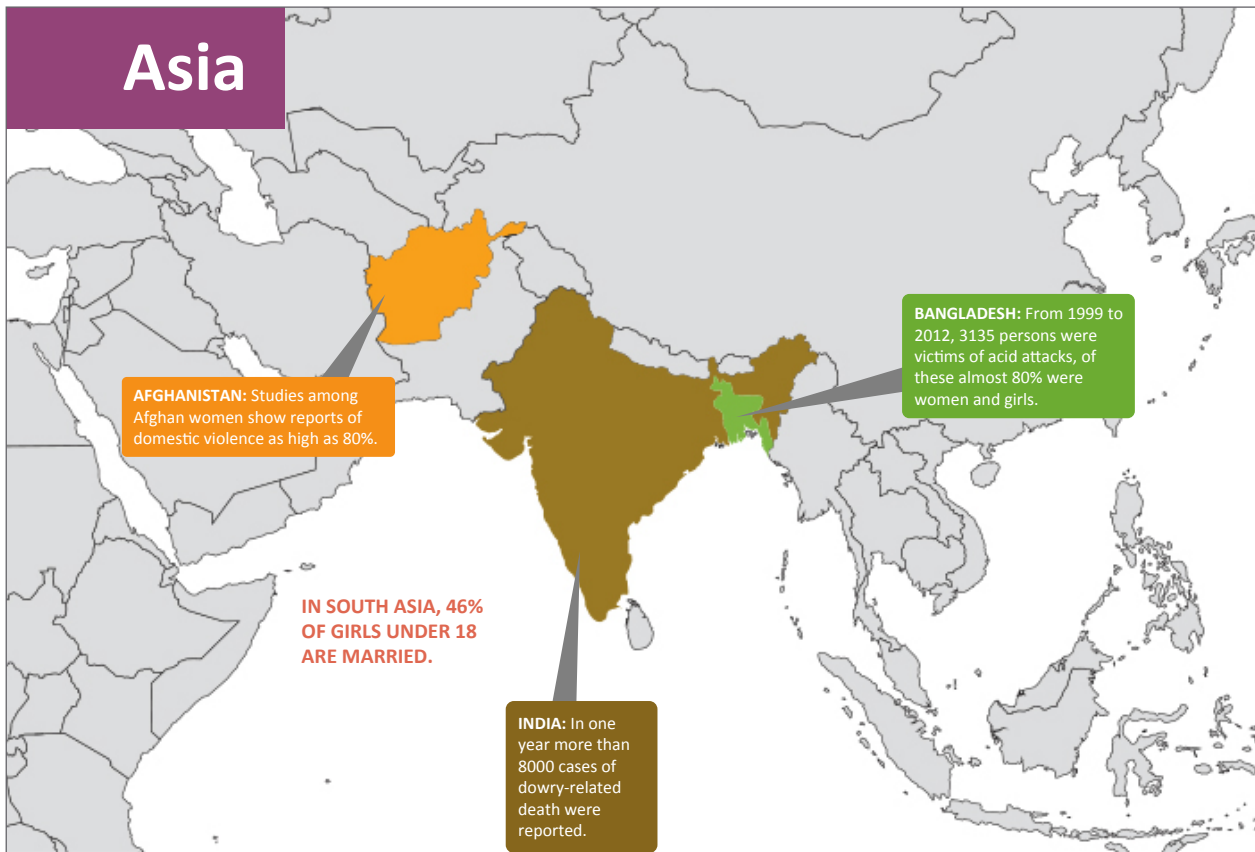 Asia
AFGHANISTAN: Studies among
Afghan women show reports of
domestic violence as high as 80%.
BANGLADESH: From 1999 to
2012, 3135 persons were
victims of acid attacks, of
these almost 80% were
women and girls.
IN SOUTH ASIA, 46%
OF GIRLS UNDER 18
ARE MARRIED.
INDIA: In one
year more than
8000 cases of
dowry-related
death were
reported.